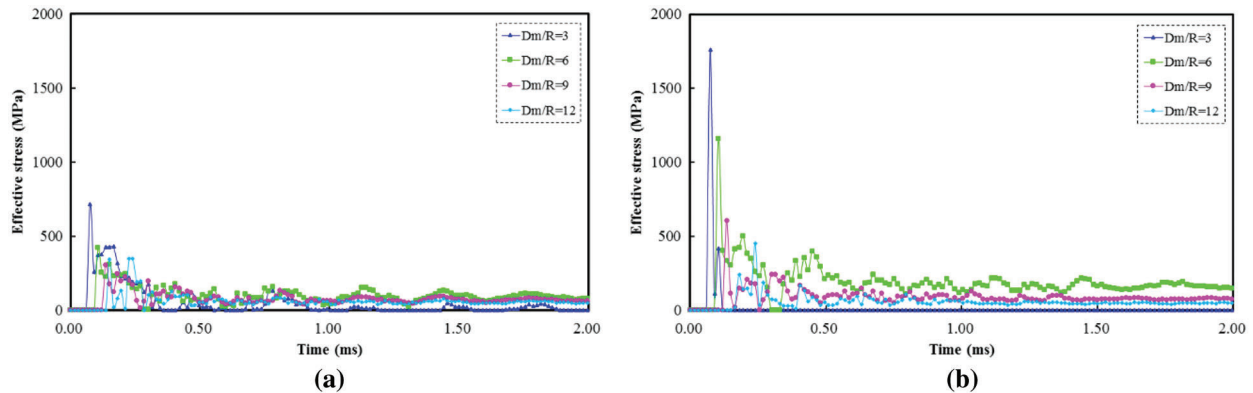 2000
1500
1000
500
0
Effective stress (MPa)
Dm/R=3
Dm/R=6
Dm/R=9
Dm/R=12
0.00 0.50 1.00 1.50 2.00
Time (ms)
(a)
2000
1500
1000
500
0
Effective stress (MPa)
Dm/R=3
Dm/R=6
Dm/R=9
Dm/R=12
0.00 0.50 1.00 1.50 2.00
Time (ms)
(b)